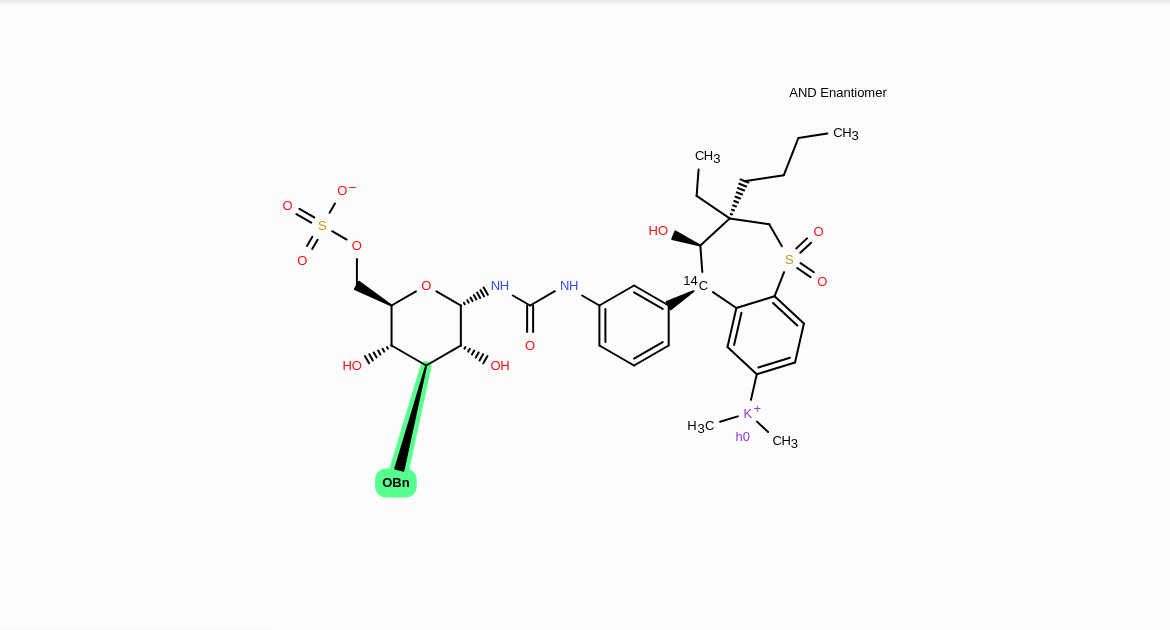 AND Enantiomer
CH3
CH3
O−
O
S
HO
O
O
O
S
O
O
14C
O
NH
NH
O
HO
OH
K+
H3C
h0
CH3
OBn